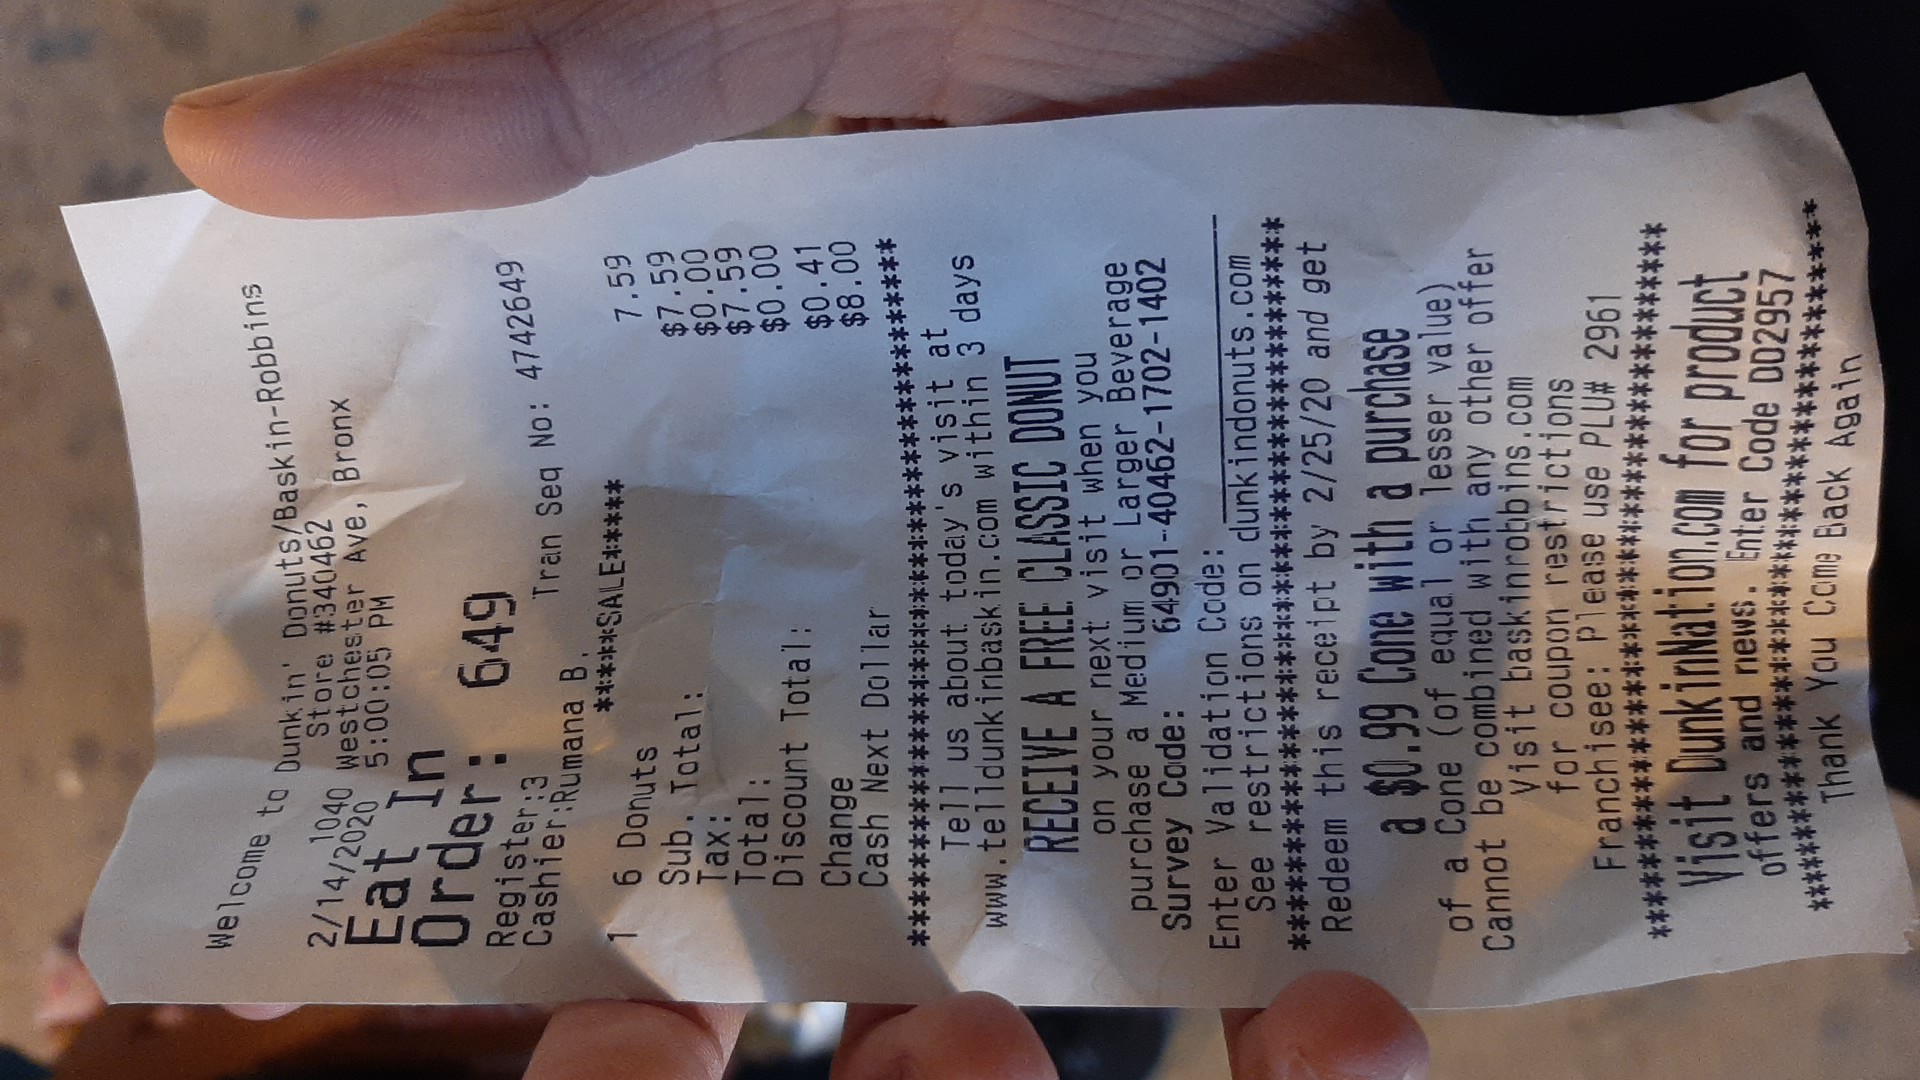 Welcome to Dunkin' Donuts/Baskin-Robbins
Store #340462
1040 Westchester Ave, Bronx
2/14/2020 5:00:05 PM
Eat In
Order: 649
Register:3 Tran Seq No: 4742649
Cashier:Rumana B.
****SALE****
1 6 Donuts 7.59
Sub. Total: $7.59
Tax: $0.00
Total: $7.59
Discount Total: $0.00
Change $0.41
Cash Next Dollar $8.00
****************************************
Tell us about today's visit at
www.telldunkinbaskin.com within 3 days
RECEIVE A FREE CLASSIC DONUT
on your next visit when you
purchase a Medium or Larger Beverage
Survey Code: 64901-40462-1702-1402
Enter Validation Code: ______________
See restrictions on dunkindonuts.com
****************************************
Redeem this receipt by 2/25/20 and get
a $0.99 Cone with a purchase
of a Cone (of equal or lesser value)
Cannot be combined with any other offer
Visit baskinrobbins.com
for coupon restrictions
Franchisee: Please use PLU# 2961
****************************************
Visit DunkinNation.com for product
offers and news. Enter Code DD2957
****************************************
Thank You Come Back Again